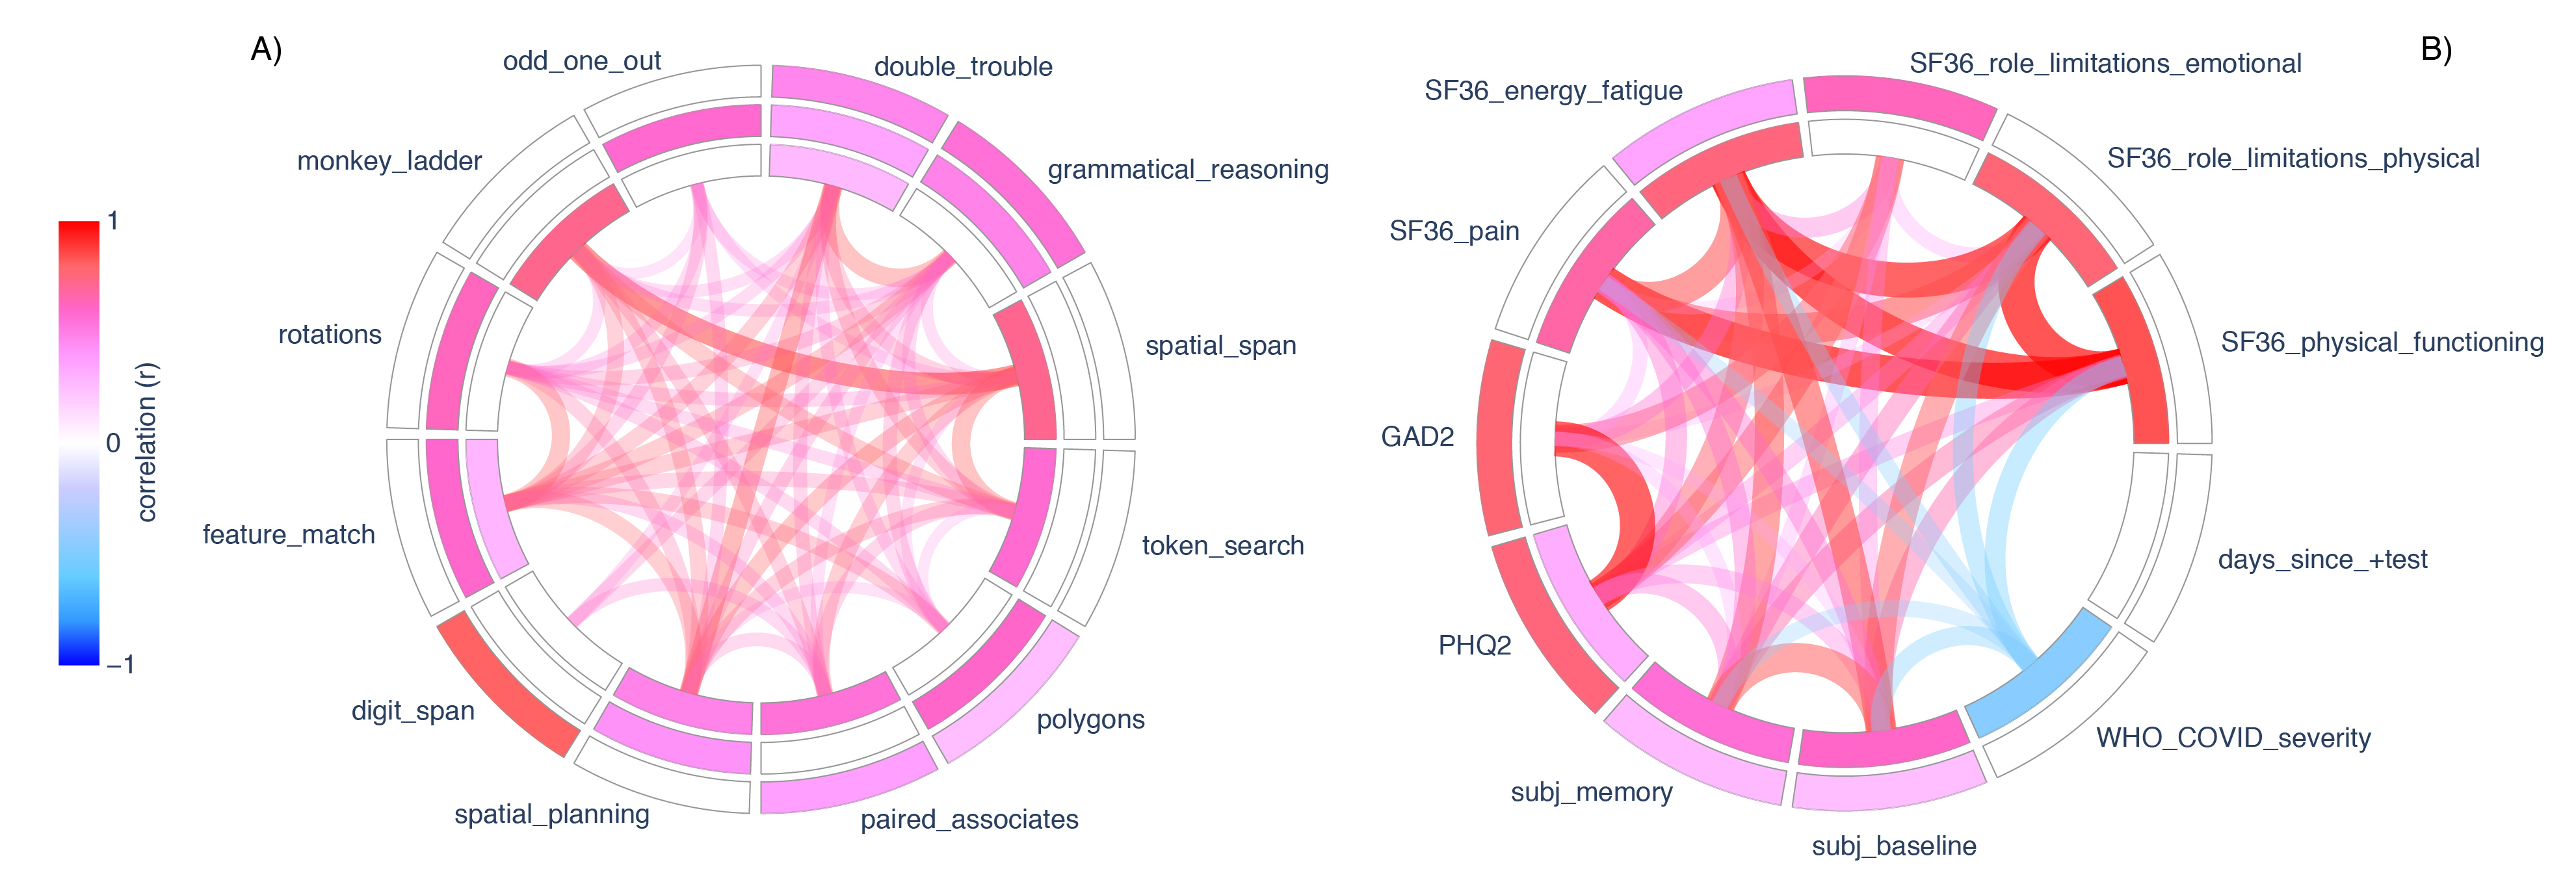 A)
odd_one_out
double_trouble
monkey_ladder
grammatical_reasoning
rotations
spatial_span
feature_match
token_search
digit_span
polygons
spatial_planning
paired_associates
1
0
−1
correlation (r)
B)
SF36_role_limitations_emotional
SF36_energy_fatigue
SF36_role_limitations_physical
SF36_pain
SF36_physical_functioning
GAD2
days_since_+test
PHQ2
WHO_COVID_severity
subj_memory
subj_baseline